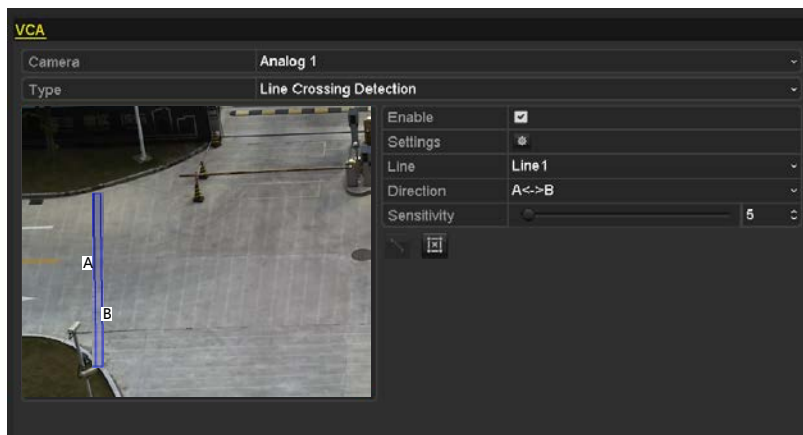 VCA
Camera Analog 1
Type Line Crossing Detection
Enable
Settings
Line Line1
Direction A<->B
Sensitivity 5
A
B